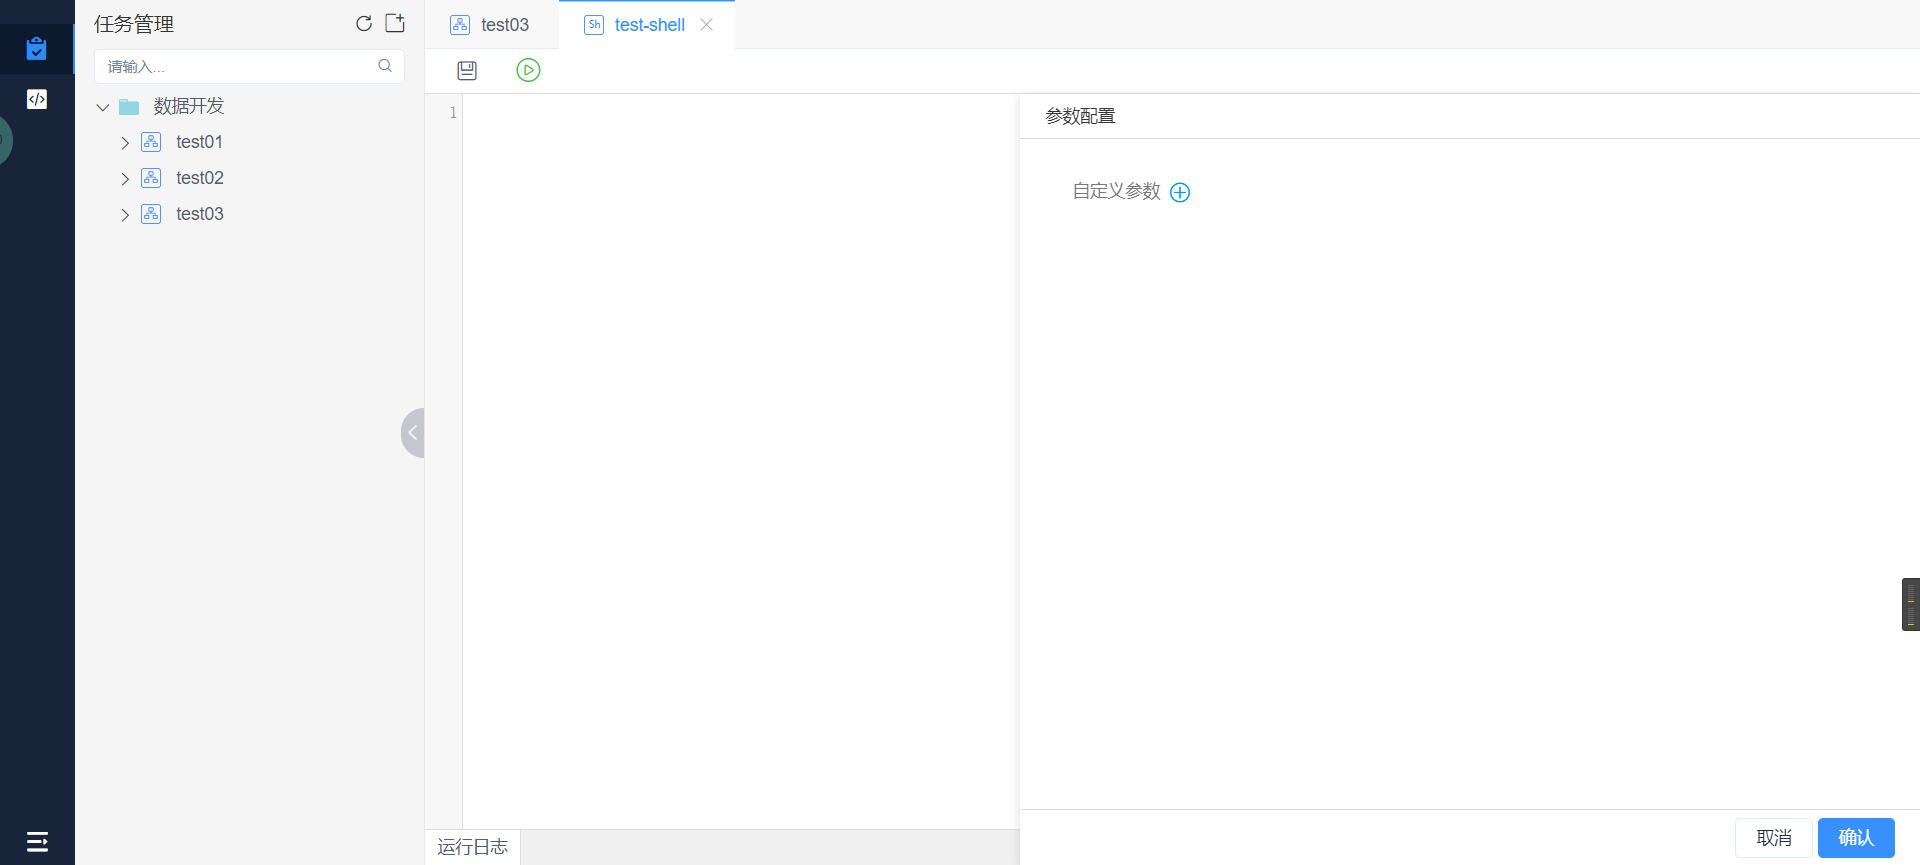 任务管理
请输入...
数据开发
test01
test02
test03
test03
Sh test-shell
1
参数配置
自定义参数
运行日志
取消 确认